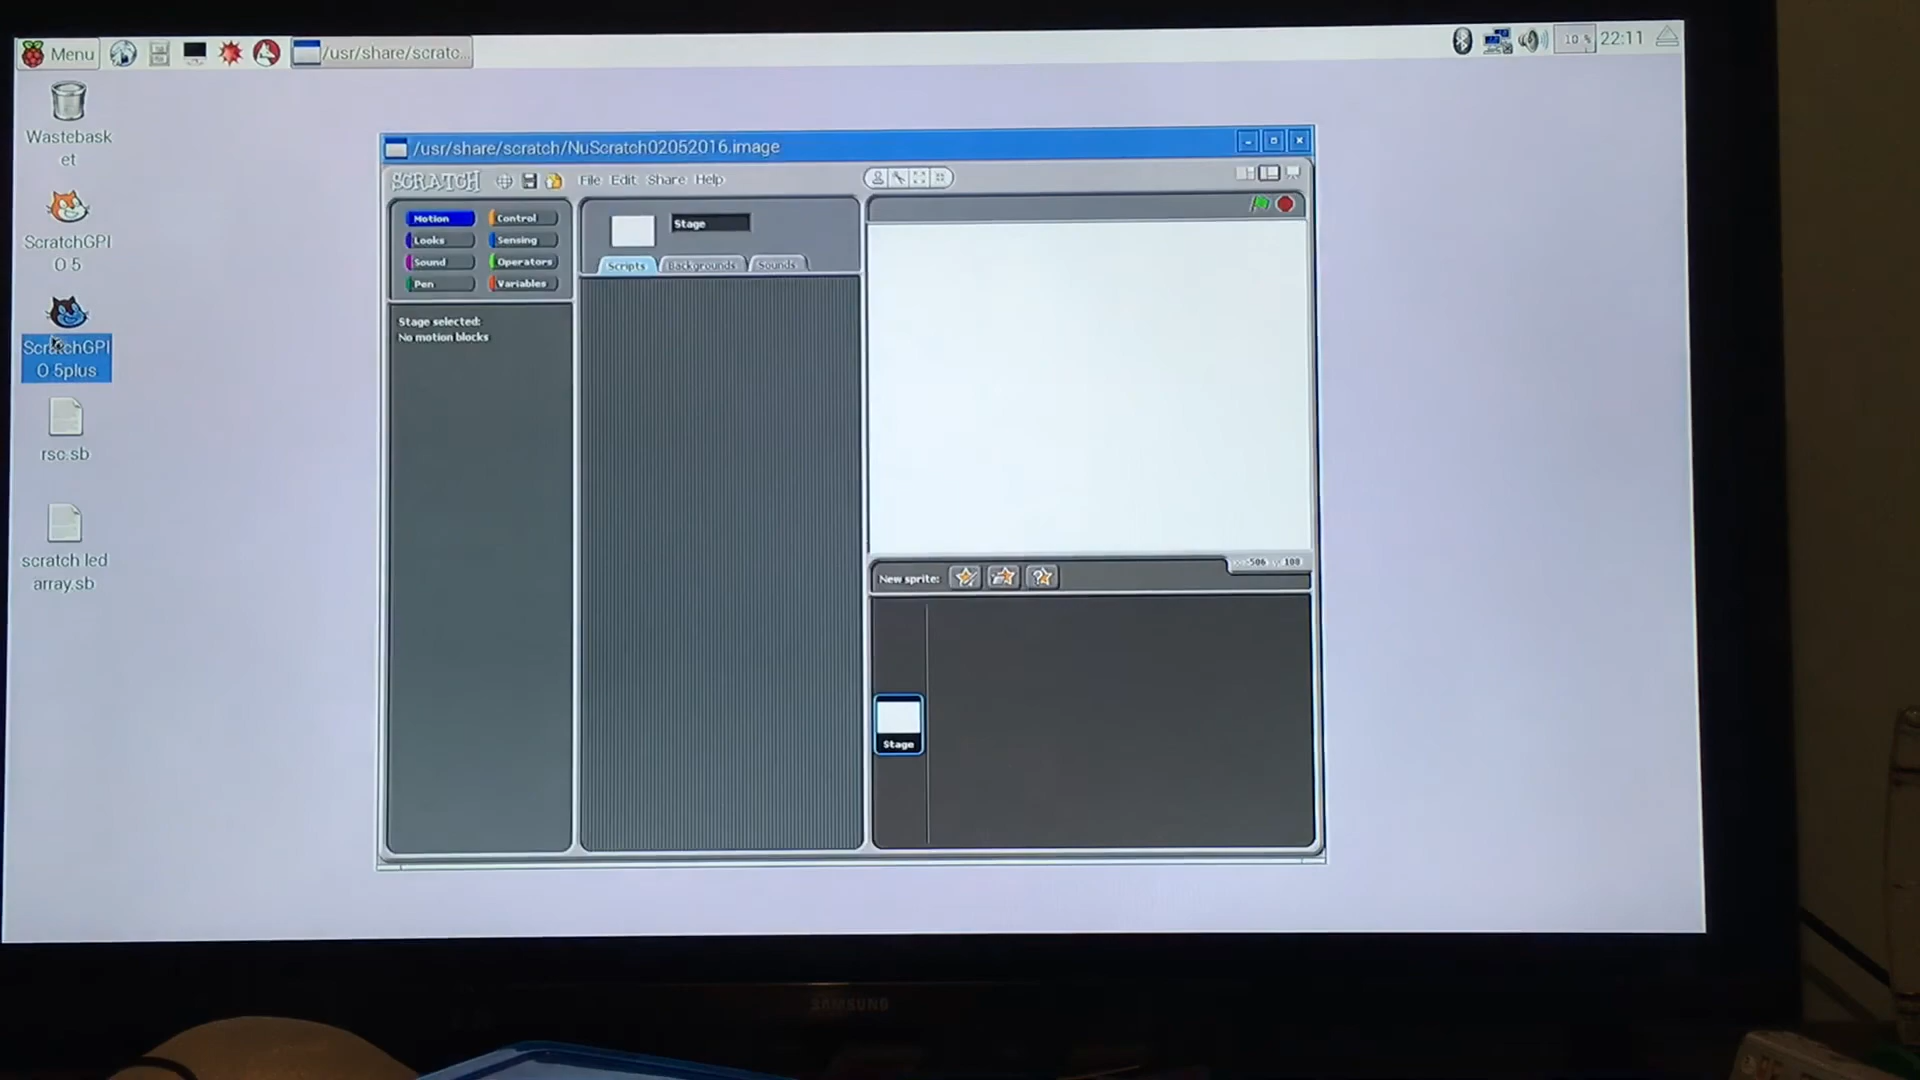 Menu
/usr/share/scratc...
10 %
22:11
Wastebask
et
ScratchGPI
O 5
ScratchGPI
O 5plus
rsc.sb
scratch led
array.sb
/usr/share/scratch/NuScratch02052016.image
SCRATCH
File Edit Share Help
Motion
Control
Looks
Sensing
Sound
Operators
Pen
Variables
Stage selected:
No motion blocks
Stage
Scripts
Backgrounds
Sounds
New sprite:
Stage
SAMSUNG